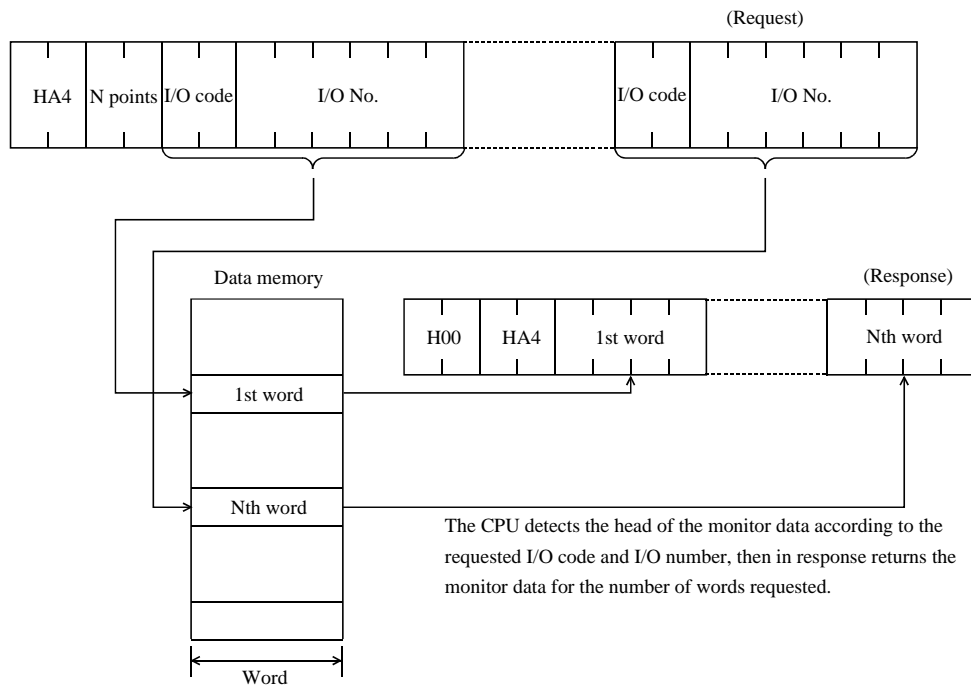 (Request)
HA4 N points I/O code I/O No. I/O code I/O No.
Data memory
(Response)
H00 HA4 1st word Nth word
1st word
Nth word
The CPU detects the head of the monitor data according to the
requested I/O code and I/O number, then in response returns the
monitor data for the number of words requested.
Word